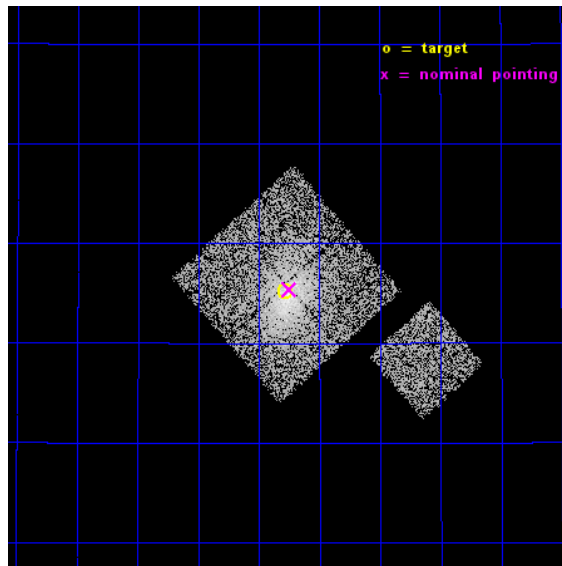 o = target
x = nominal pointing